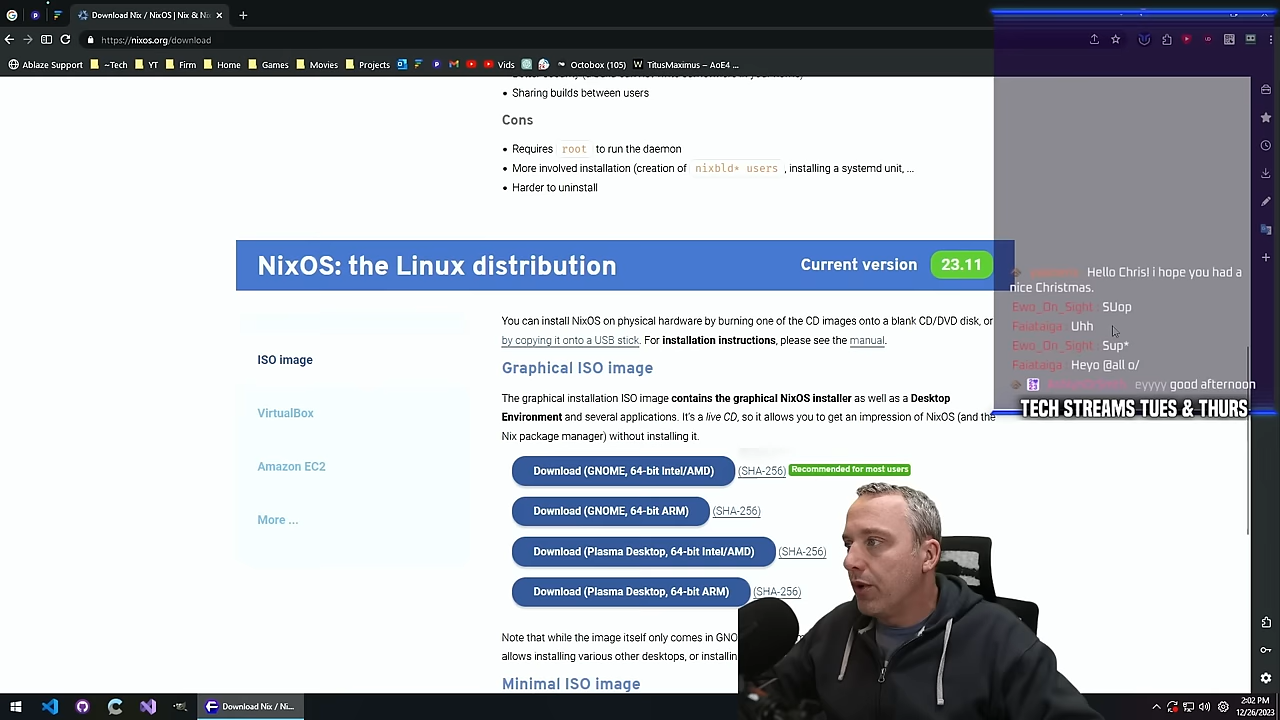 Download Nix / NixOS | Nix & Ni
https://nixos.org/download
Ablaze Support
~Tech
YT
Firm
Home
Games
Movies
Projects
Vids
Octobox (105)
TitusMaximus – AoE4 ...
Sharing builds between users
Cons
Requires root to run the daemon
More involved installation (creation of nixbld* users , installing a systemd unit, ...
Harder to uninstall
NixOS: the Linux distribution
Current version 23.11
ISO image
VirtualBox
Amazon EC2
More ...
You can install NixOS on physical hardware by burning one of the CD images onto a blank CD/DVD disk, or
by copying it onto a USB stick. For installation instructions, please see the manual.
Graphical ISO image
The graphical installation ISO image contains the graphical NixOS installer as well as a Desktop
Environment and several applications. It's a live CD, so it allows you to get an impression of NixOS (and the
Nix package manager) without installing it.
Download (GNOME, 64-bit Intel/AMD) (SHA-256) Recommended for most users
Download (GNOME, 64-bit ARM) (SHA-256)
Download (Plasma Desktop, 64-bit Intel/AMD) (SHA-256)
Download (Plasma Desktop, 64-bit ARM) (SHA-256)
Note that while the image itself only comes in GNO
allows installing various other desktops, or installin
Minimal ISO image
Hello Chris! i hope you had a
nice Christmas.
Ewo_On_Sight: SUop
Faiataiga: Uhh
Ewo_On_Sight: Sup*
Faiataiga: Heyo @all o/
eyyyy good afternoon
TECH STREAMS TUES & THURS
Download Nix / Ni...
2:02 PM
12/26/2023